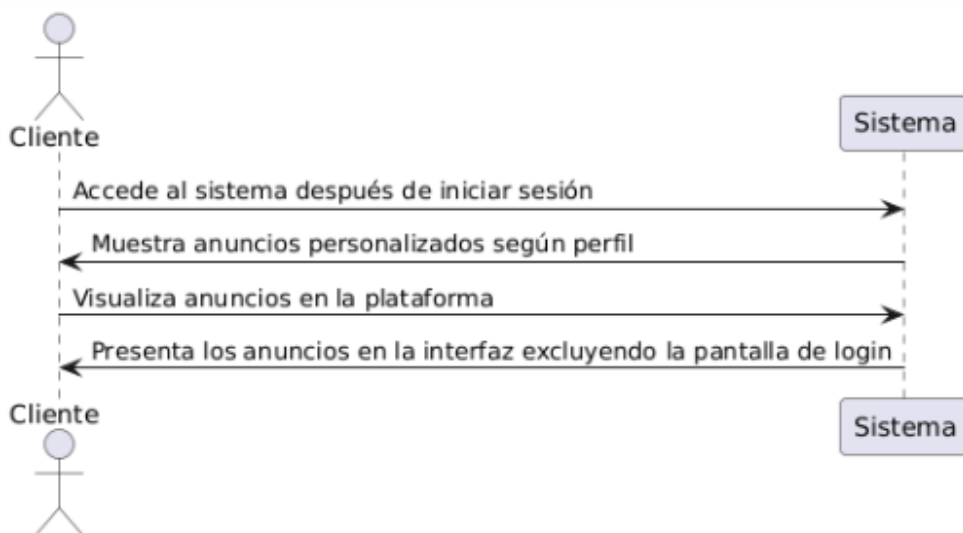 Cliente
Sistema
Accede al sistema después de iniciar sesión
Muestra anuncios personalizados según perfil
Visualiza anuncios en la plataforma
Presenta los anuncios en la interfaz excluyendo la pantalla de login
Cliente
Sistema